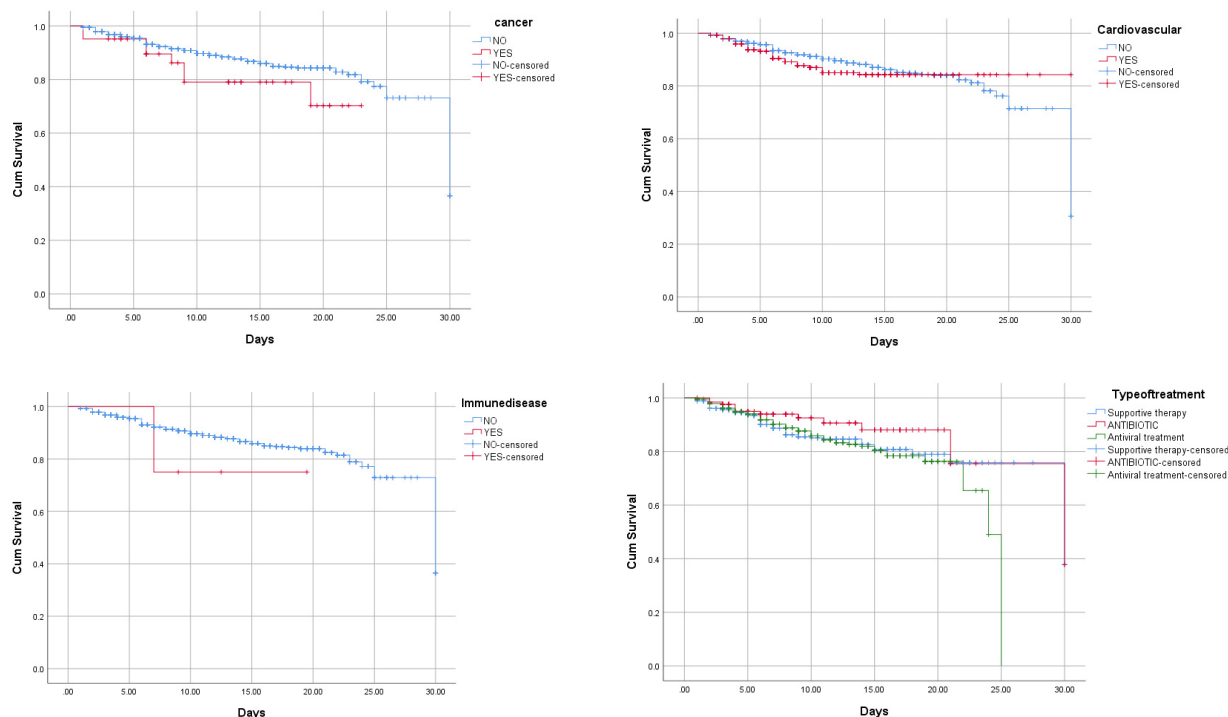 cancer
NO
YES
NO-censored
YES-censored
Cum Survival
1.0
0.8
0.6
0.4
0.2
0.0
.00 5.00 10.00 15.00 20.00 25.00 30.00
Days
Cardiovascular
NO
YES
NO-censored
YES-censored
Cum Survival
1.0
0.8
0.6
0.4
0.2
0.0
.00 5.00 10.00 15.00 20.00 25.00 30.00
Days
Immunedisease
NO
YES
NO-censored
YES-censored
Cum Survival
1.0
0.8
0.6
0.4
0.2
0.0
.00 5.00 10.00 15.00 20.00 25.00 30.00
Days
Typeoftreatment
Supportive therapy
ANTIBIOTIC
Antiviral treatment
Supportive therapy-censored
ANTIBIOTIC-censored
Antiviral treatment-censored
Cum Survival
1.0
0.8
0.6
0.4
0.2
0.0
.00 5.00 10.00 15.00 20.00 25.00 30.00
Days